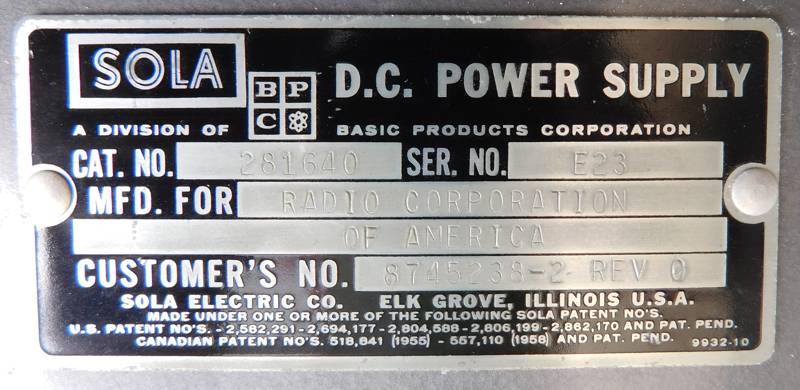 SOLA
BPC
D.C. POWER SUPPLY
A DIVISION OF BASIC PRODUCTS CORPORATION
CAT. NO. 281640 SER. NO. E23
MFD. FOR RADIO CORPORATION
OF AMERICA
CUSTOMER'S NO. 8745238-2 REV 0
SOLA ELECTRIC CO. ELK GROVE, ILLINOIS U.S.A.
MADE UNDER ONE OR MORE OF THE FOLLOWING SOLA PATENT NO'S.
U.S. PATENT NO'S. - 2,582,291 - 2,694,177 - 2,804,588 - 2,806,199 - 2,862,170 AND PAT. PEND.
CANADIAN PATENT NO'S. 518,841 (1955) - 557,110 (1958) AND PAT. PEND. 9932-10